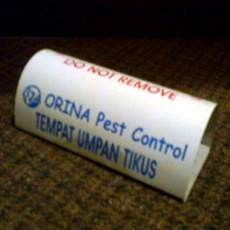 DO NOT REMOVE
ORINA Pest Control
TEMPAT UMPAN TIKUS